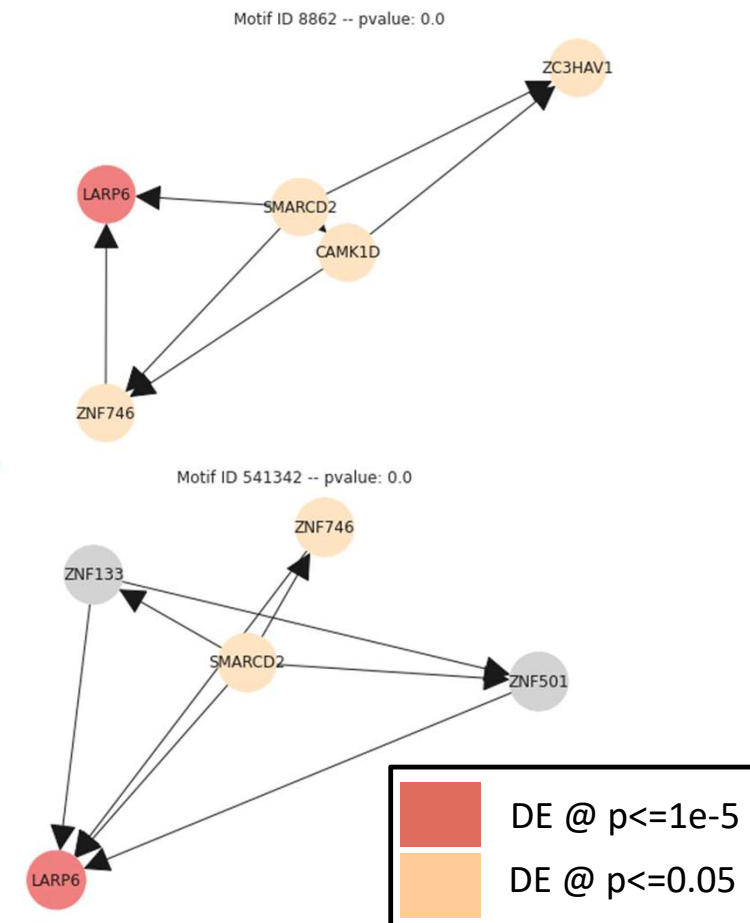 Motif ID 8862 -- pvalue: 0.0
ZC3HAV1
LARP6
SMARCD2
CAMK1D
ZNF746
Motif ID 541342 -- pvalue: 0.0
ZNF746
ZNF133
SMARCD2
ZNF501
LARP6
DE @ p<=1e-5
DE @ p<=0.05